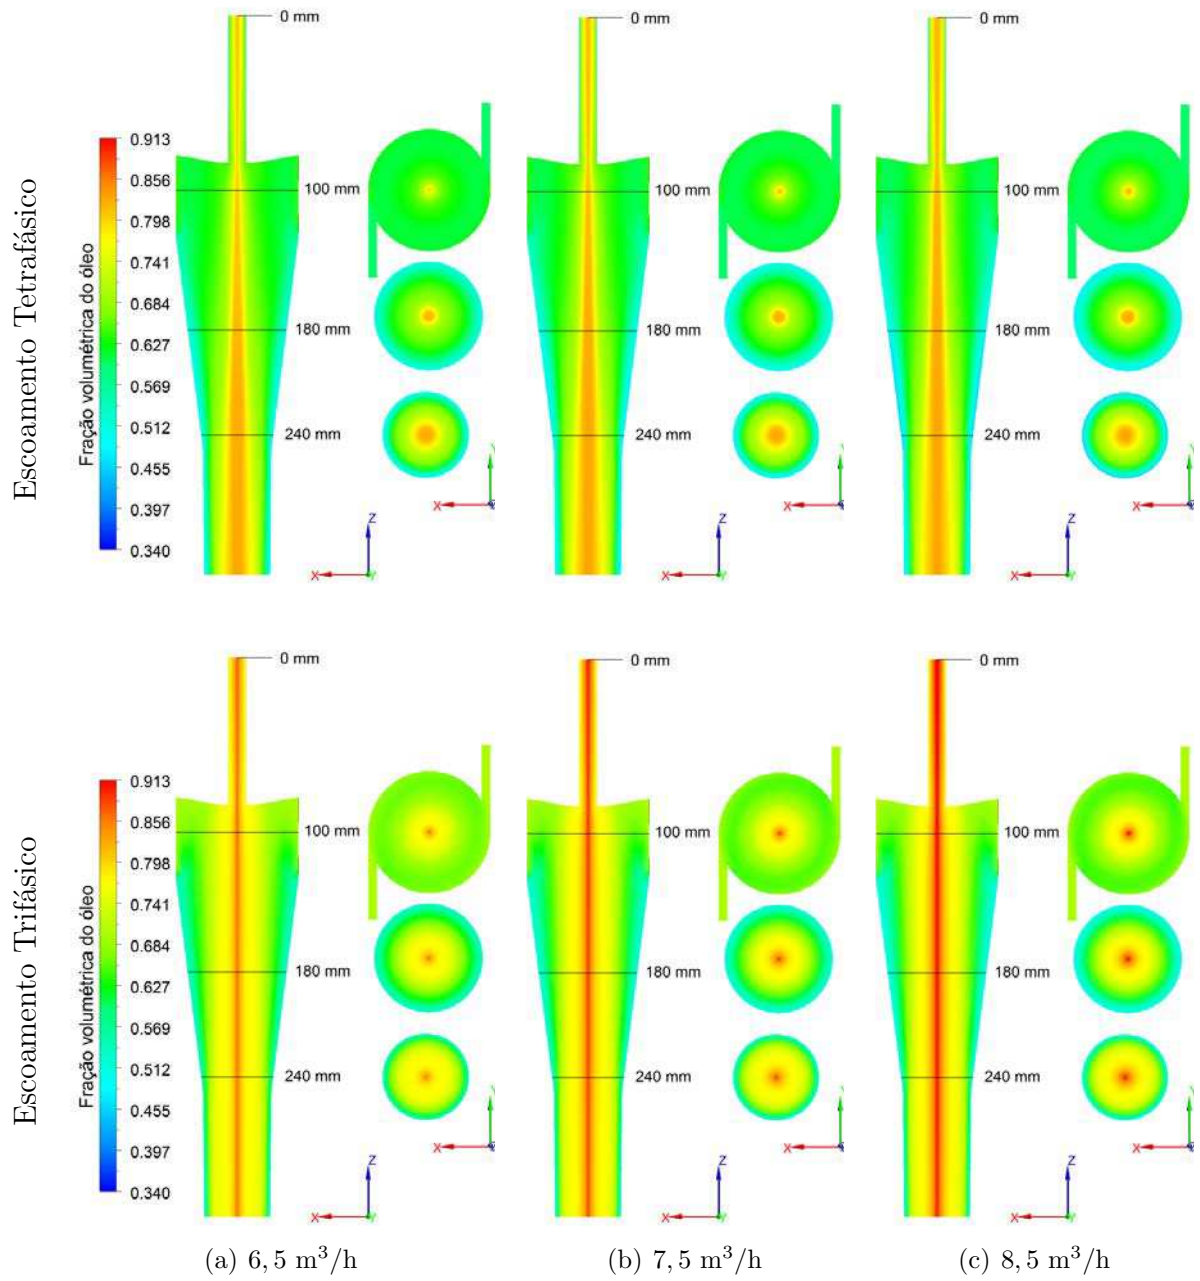 Escoamento Tetrafásico
Fração volumétrica do óleo
0.913
0.856
0.798
0.741
0.684
0.627
0.569
0.512
0.455
0.397
0.340
0 mm
100 mm
180 mm
240 mm
X
Z
X
Y
0 mm
100 mm
180 mm
240 mm
X
Z
X
Y
0 mm
100 mm
180 mm
240 mm
X
Z
X
Y
Escoamento Trifásico
Fração volumétrica do óleo
0.913
0.856
0.798
0.741
0.684
0.627
0.569
0.512
0.455
0.397
0.340
0 mm
100 mm
180 mm
240 mm
X
Z
X
Y
0 mm
100 mm
180 mm
240 mm
X
Z
X
Y
0 mm
100 mm
180 mm
240 mm
X
Z
X
Y
(a) 6,5 m³/h
(b) 7,5 m³/h
(c) 8,5 m³/h